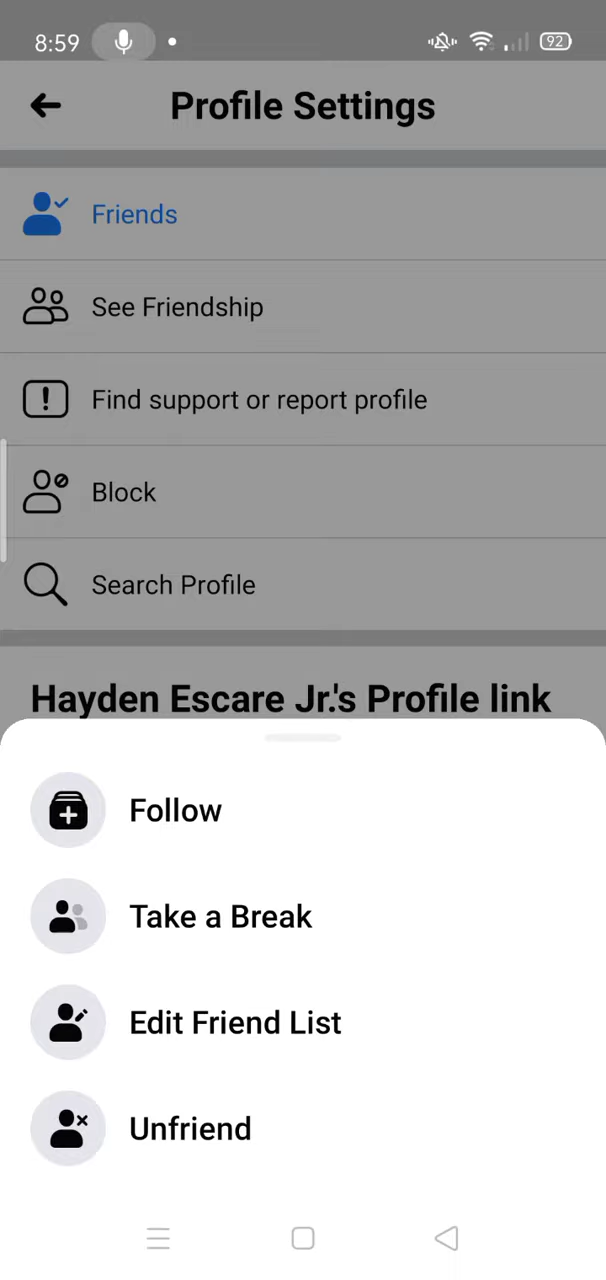 8:59
92
Profile Settings
Friends
See Friendship
Find support or report profile
Block
Search Profile
Hayden Escare Jr.'s Profile link
Follow
Take a Break
Edit Friend List
Unfriend